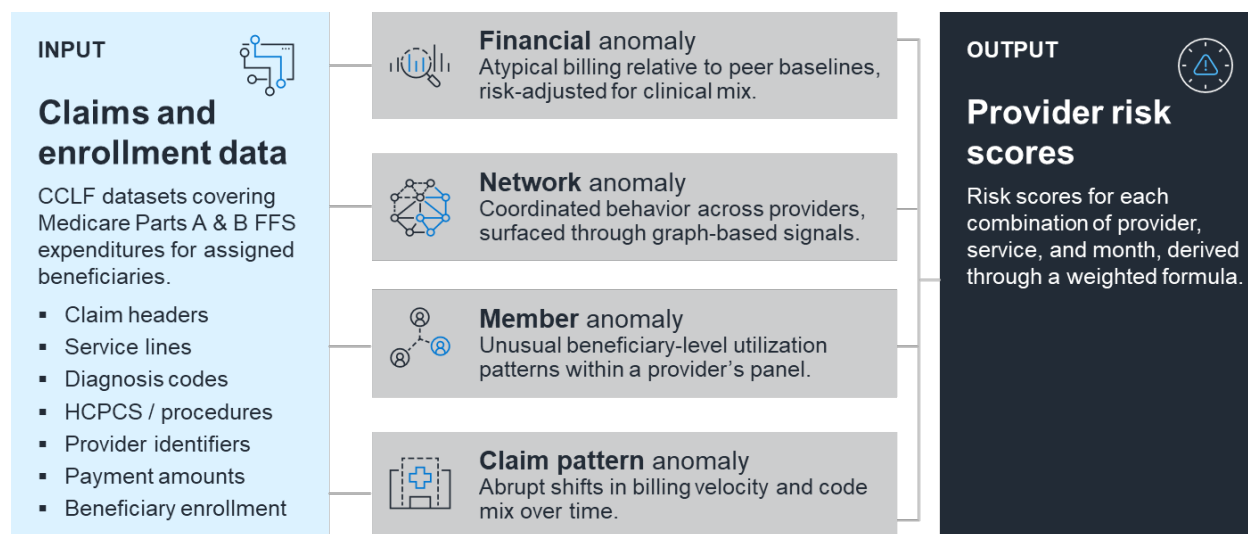 INPUT
Claims and
enrollment data
CCLF datasets covering
Medicare Parts A & B FFS
expenditures for assigned
beneficiaries.
▪ Claim headers
▪ Service lines
▪ Diagnosis codes
▪ HCPCS / procedures
▪ Provider identifiers
▪ Payment amounts
▪ Beneficiary enrollment
Financial anomaly
Atypical billing relative to peer baselines,
risk-adjusted for clinical mix.
Network anomaly
Coordinated behavior across providers,
surfaced through graph-based signals.
Member anomaly
Unusual beneficiary-level utilization
patterns within a provider’s panel.
Claim pattern anomaly
Abrupt shifts in billing velocity and code
mix over time.
OUTPUT
Provider risk
scores
Risk scores for each
combination of provider,
service, and month, derived
through a weighted formula.